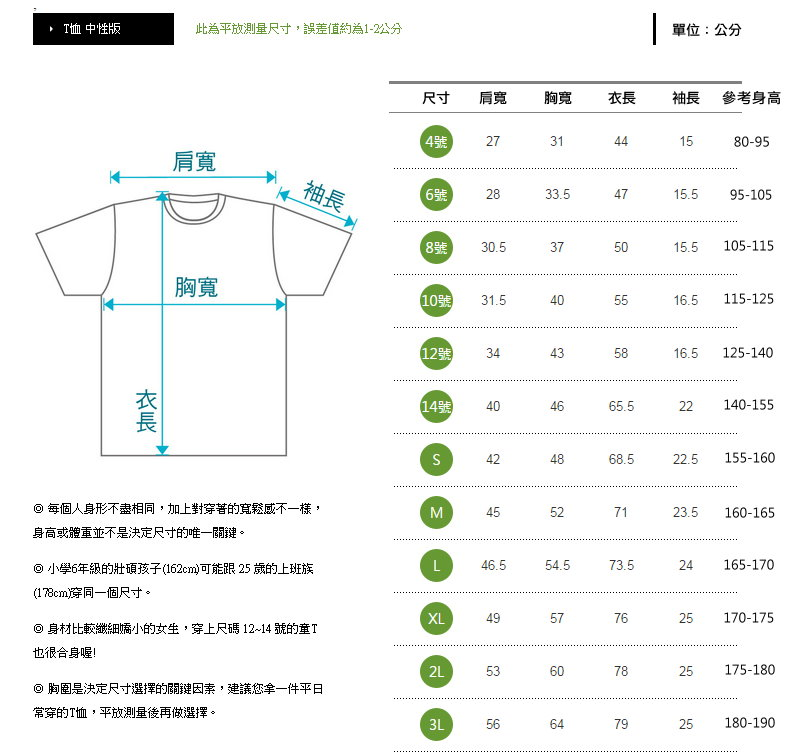 T恤 中性版
此為平放測量尺寸，誤差值約為1-2公分
單位：公分
肩寬
袖長
胸寬
衣長
尺寸 肩寬 胸寬 衣長 袖長 參考身高
4號 27 31 44 15 80-95
6號 28 33.5 47 15.5 95-105
8號 30.5 37 50 15.5 105-115
10號 31.5 40 55 16.5 115-125
12號 34 43 58 16.5 125-140
14號 40 46 65.5 22 140-155
S 42 48 68.5 22.5 155-160
M 45 52 71 23.5 160-165
L 46.5 54.5 73.5 24 165-170
XL 49 57 76 25 170-175
2L 53 60 78 25 175-180
3L 56 64 79 25 180-190
◎ 每個人身形不盡相同，加上對穿著的寬鬆感不一樣，
身高或體重並不是決定尺寸的唯一關鍵。
◎ 小學6年級的壯碩孩子(162cm)可能跟 25 歲的上班族
(178cm)穿同一個尺寸。
◎ 身材比較纖細嬌小的女生，穿上尺碼 12~14 號的童T
也很合身喔!
◎ 胸圍是決定尺寸選擇的關鍵因素，建議您拿一件平日
常穿的T恤，平放測量後再做選擇。